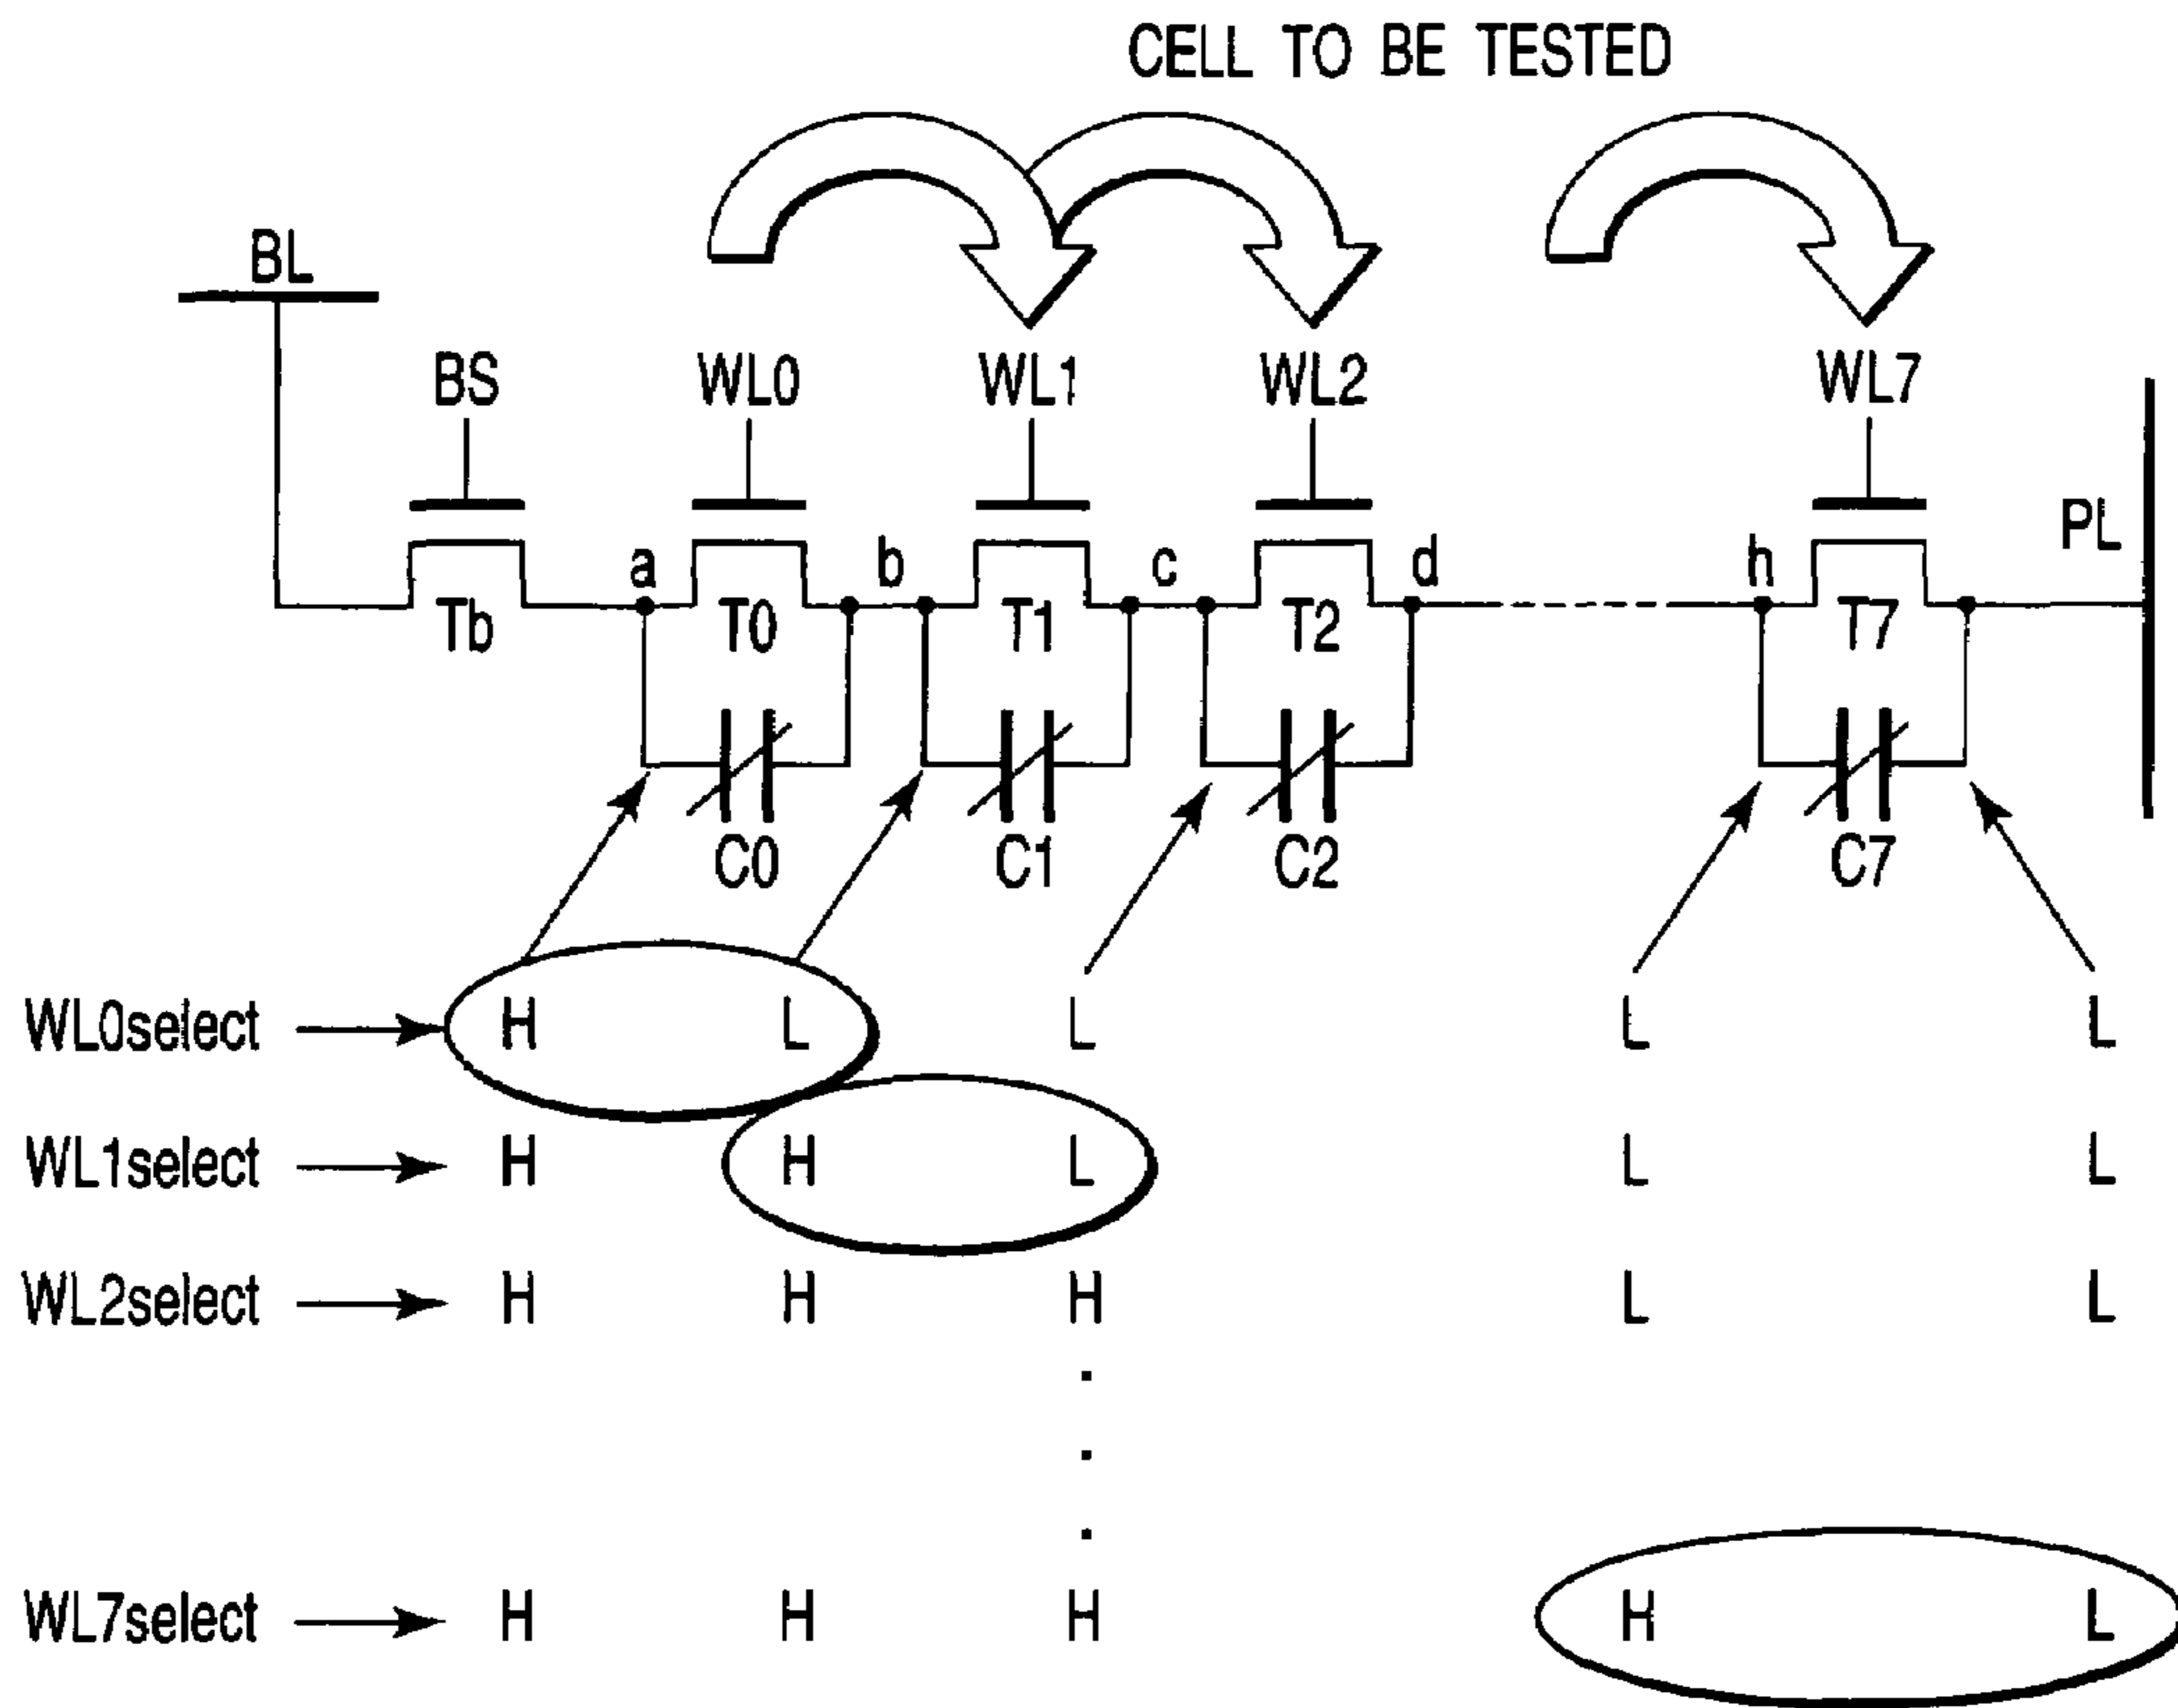 CELL TO BE TESTED
BL
BS WL0 WL1 WL2 WL7
PL
a b c d h
Tb T0 T1 T2 T7
C0 C1 C2 C7
WL0select H L L L L
WL1select H H L L L
WL2select H H H L L
WL7select H H H H L